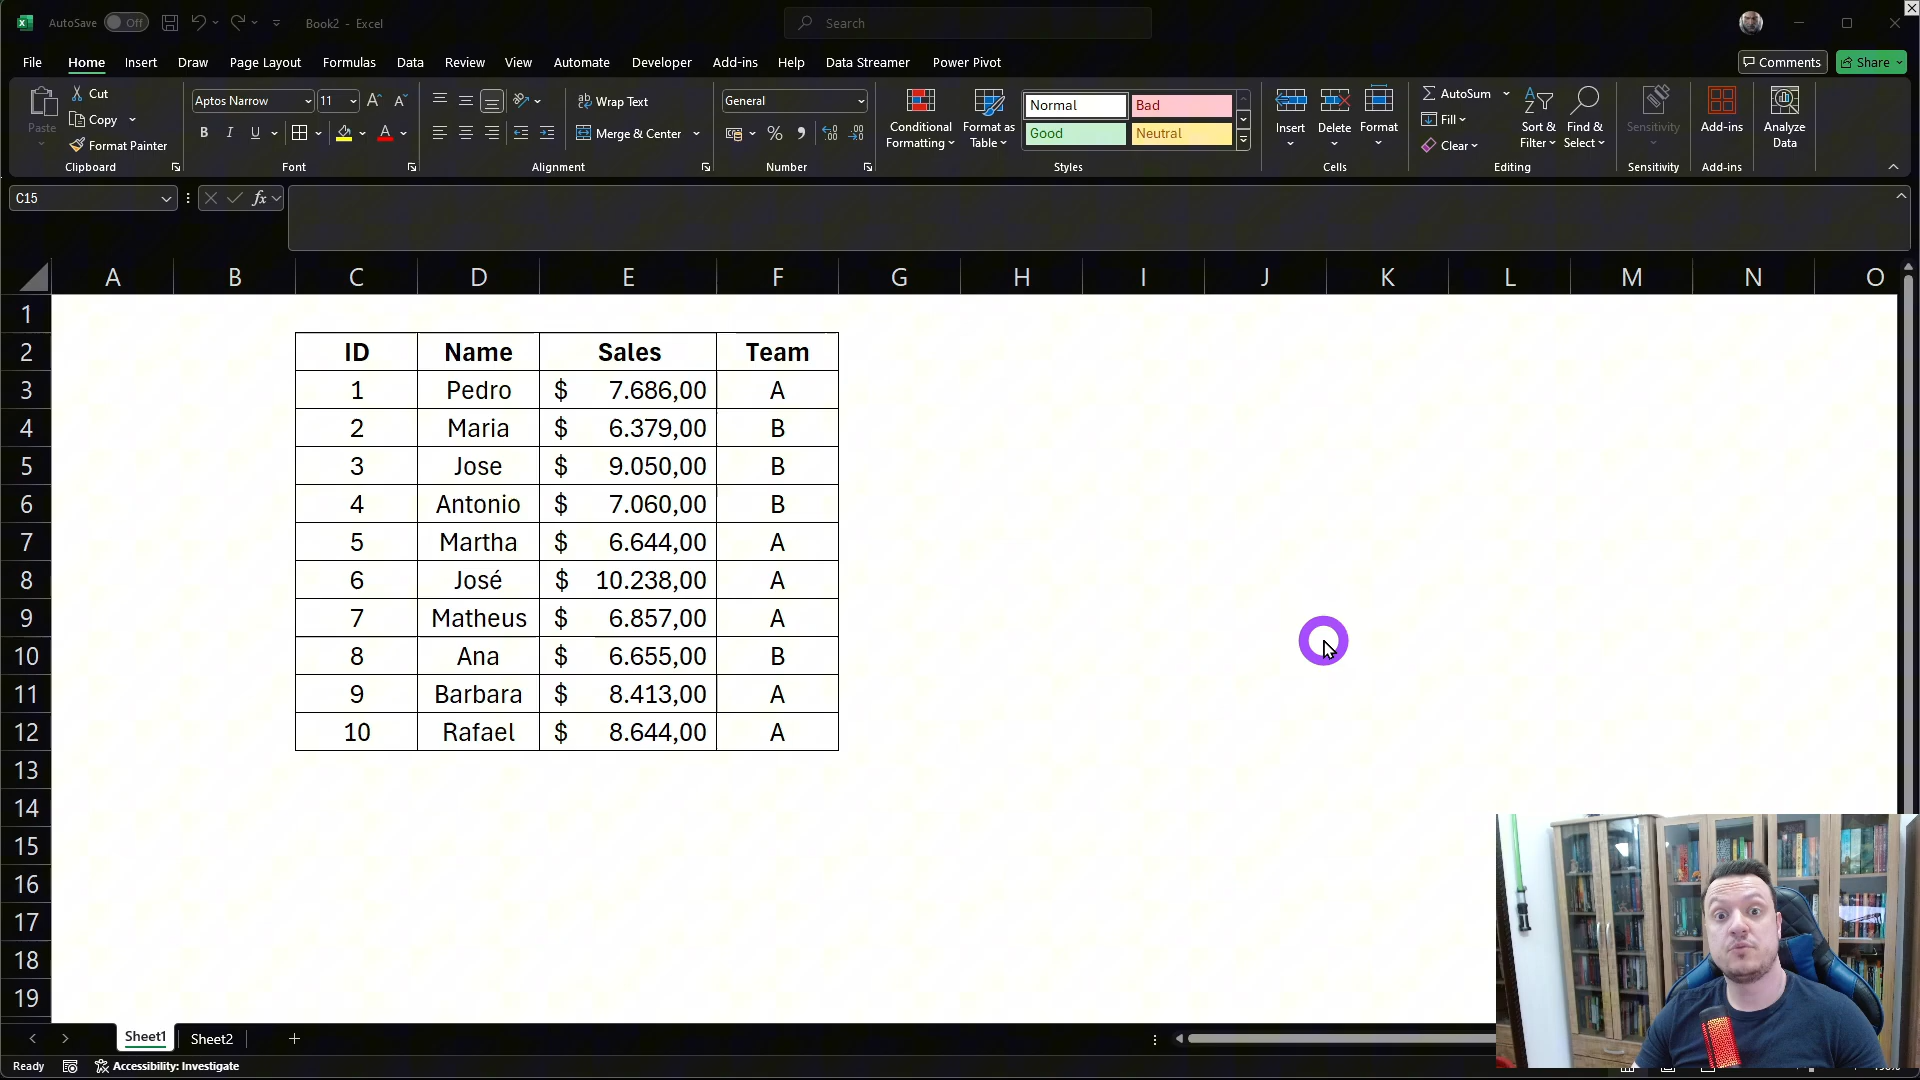 AutoSave Off Book2 - Excel Search
File Home Insert Draw Page Layout Formulas Data Review View Automate Developer Add-ins Help Data Streamer Power Pivot Comments Share
Paste Cut Copy Format Painter Clipboard
Aptos Narrow 11 B I U A Font
Wrap Text Merge & Center Alignment
General % Number
Conditional Formatting Format as Table Normal Bad Good Neutral Styles
Insert Delete Format Cells
AutoSum Fill Clear Sort & Filter Find & Select Editing
Sensitivity Sensitivity
Add-ins Add-ins
Analyze Data
C15 fx
A B C D E F G H I J K L M N O
1
2 ID Name Sales Team
3 1 Pedro $ 7.686,00 A
4 2 Maria $ 6.379,00 B
5 3 Jose $ 9.050,00 B
6 4 Antonio $ 7.060,00 B
7 5 Martha $ 6.644,00 A
8 6 José $ 10.238,00 A
9 7 Matheus $ 6.857,00 A
10 8 Ana $ 6.655,00 B
11 9 Barbara $ 8.413,00 A
12 10 Rafael $ 8.644,00 A
13
14
15
16
17
18
19
Sheet1 Sheet2
Ready Accessibility: Investigate